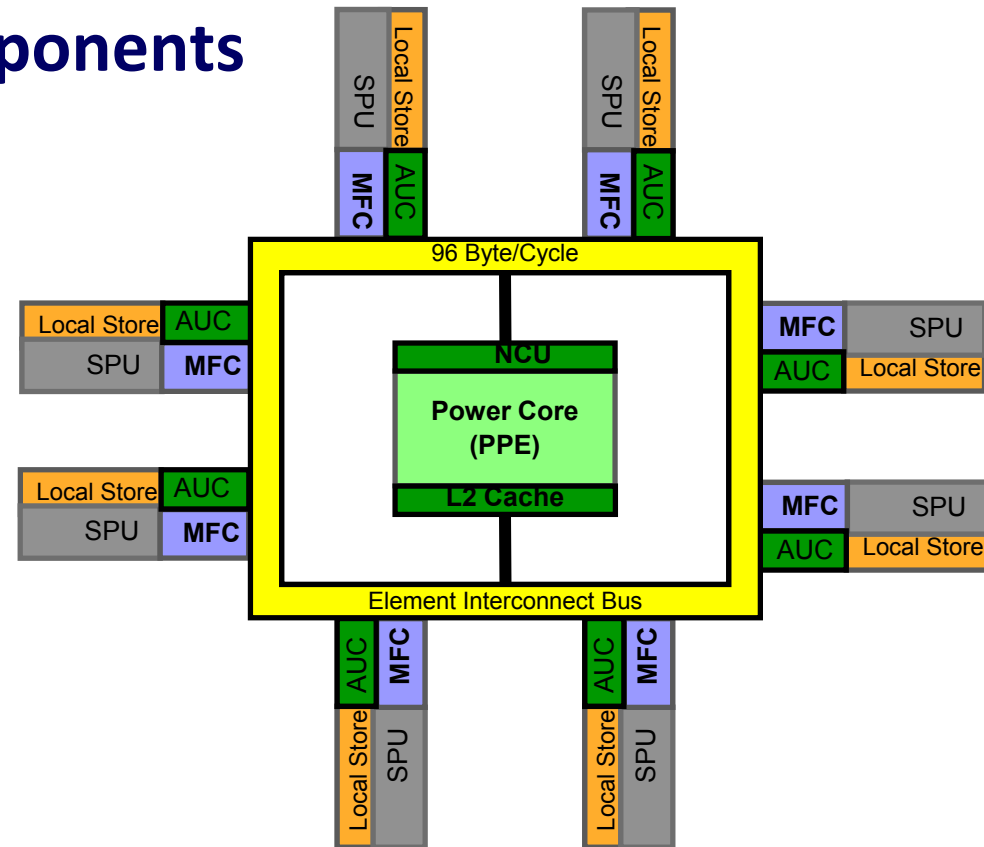 ponents
SPU
Local Store
MFC
AUC
SPU
Local Store
MFC
AUC
96 Byte/Cycle
Local Store
AUC
SPU
MFC
MFC
SPU
AUC
Local Store
NCU
Power Core
(PPE)
L2 Cache
Local Store
AUC
SPU
MFC
MFC
SPU
AUC
Local Store
Element Interconnect Bus
AUC
MFC
Local Store
SPU
AUC
MFC
Local Store
SPU